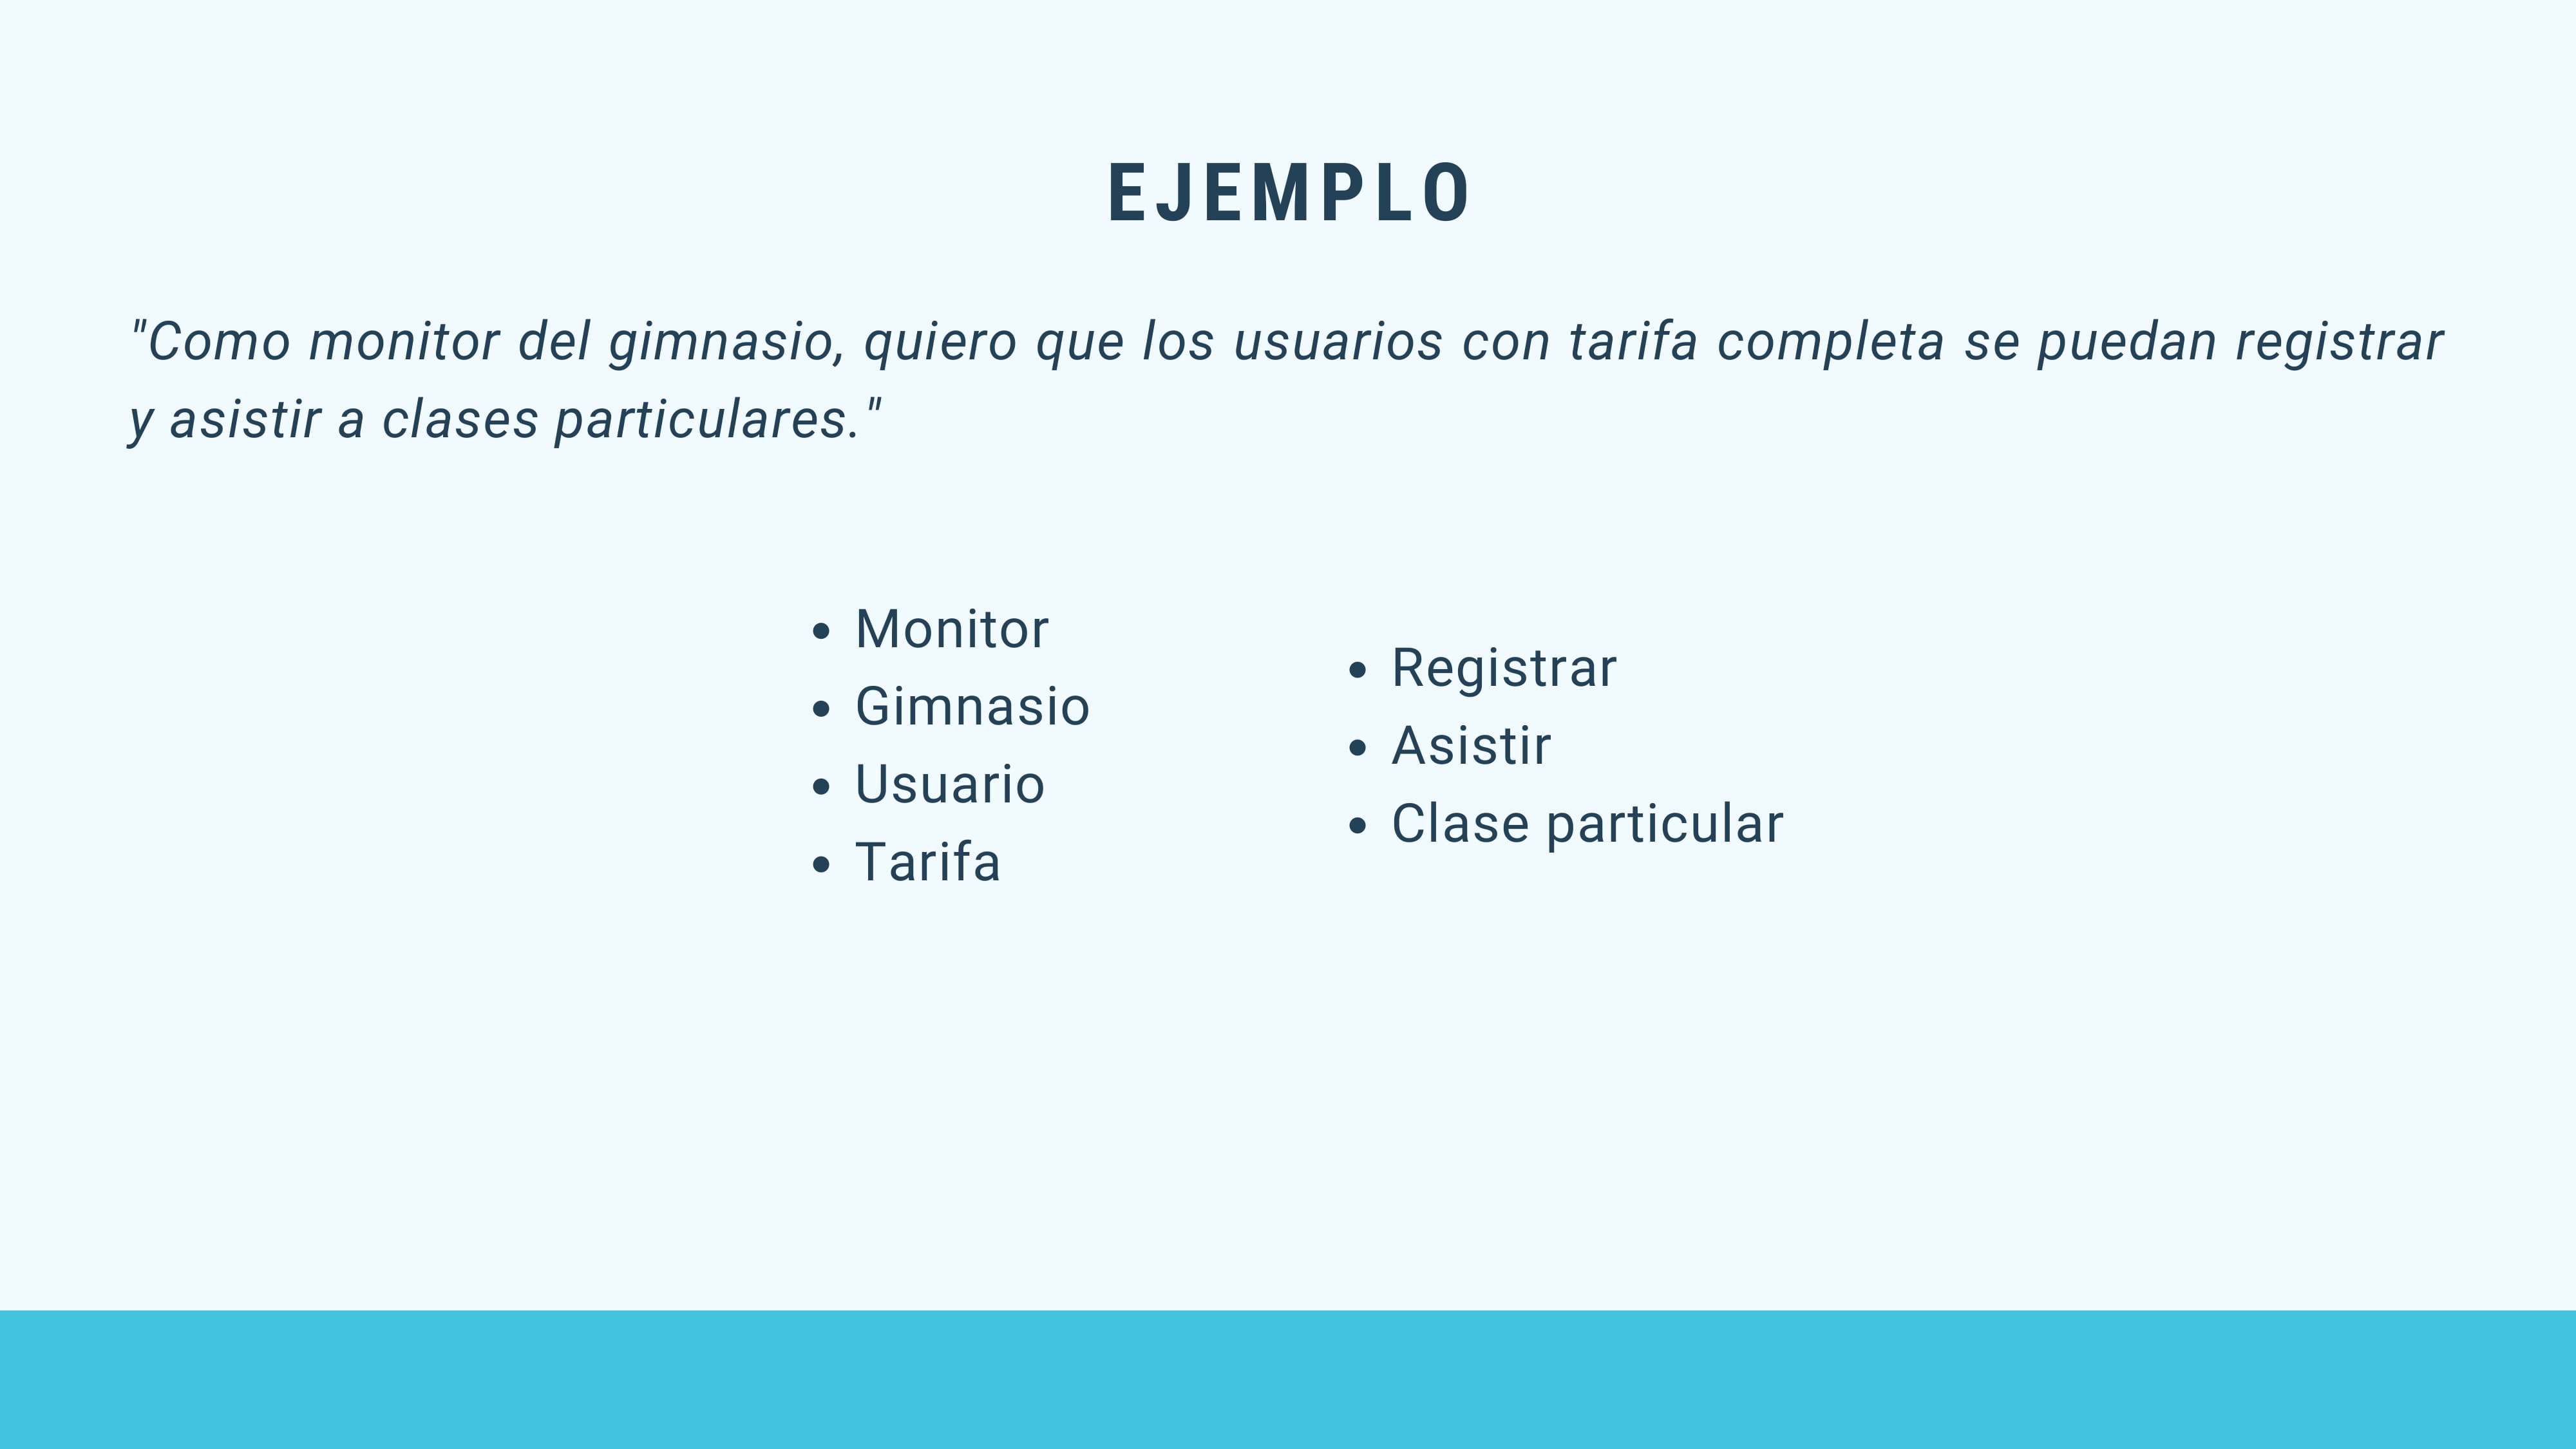 EJEMPLO
"Como monitor del gimnasio, quiero que los usuarios con tarifa completa se puedan registrar
y asistir a clases particulares."
• Monitor
• Gimnasio
• Usuario
• Tarifa
• Registrar
• Asistir
• Clase particular